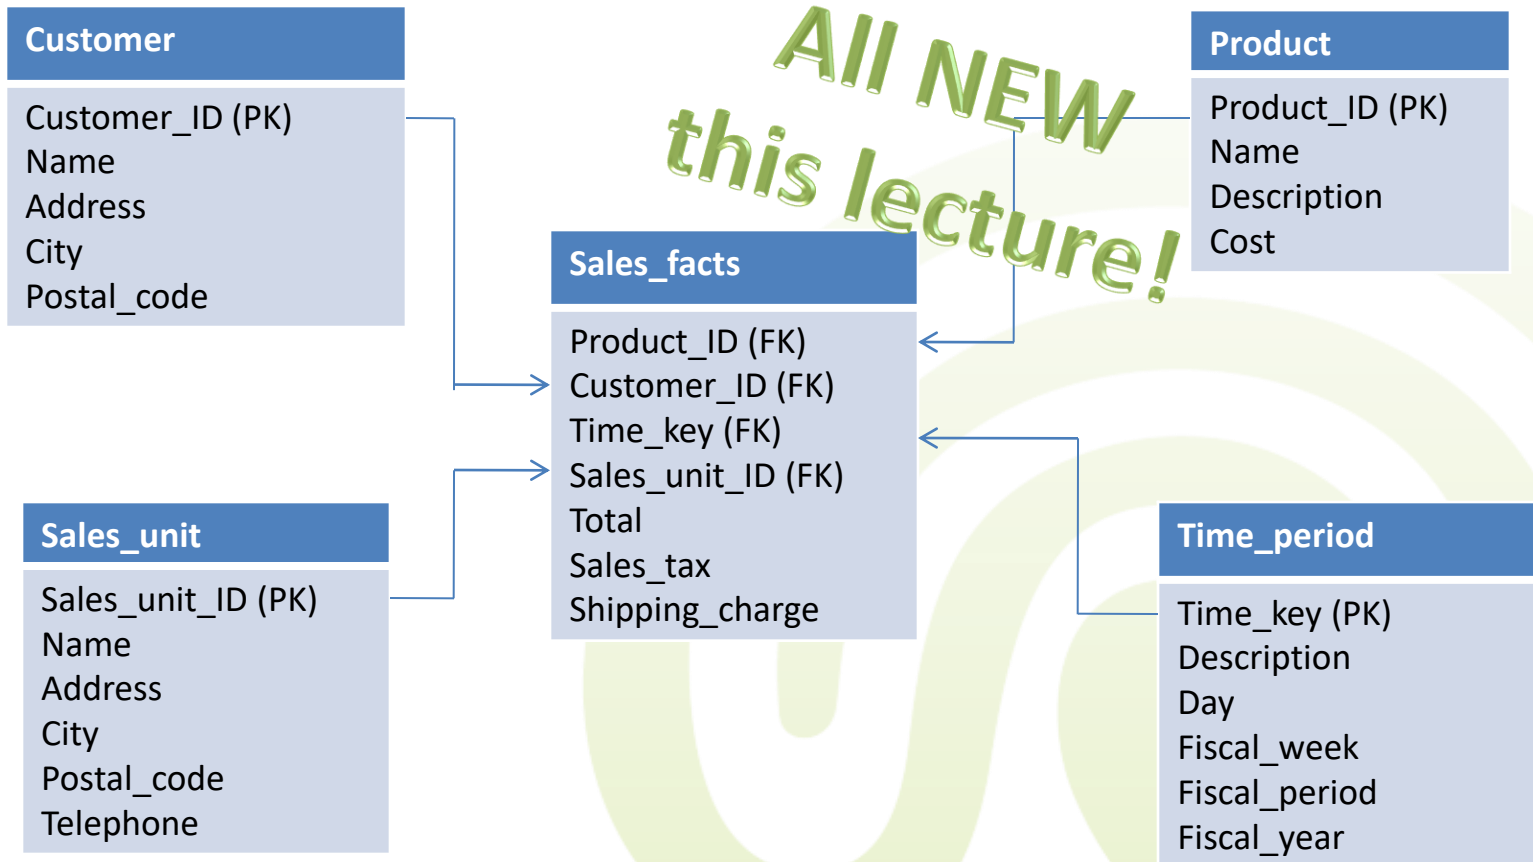 Customer
Customer_ID (PK)
Name
Address
City
Postal_code
All NEW
this lecture!
Product
Product_ID (PK)
Name
Description
Cost
Sales_facts
Product_ID (FK)
Customer_ID (FK)
Time_key (FK)
Sales_unit_ID (FK)
Total
Sales_tax
Shipping_charge
Sales_unit
Sales_unit_ID (PK)
Name
Address
City
Postal_code
Telephone
Time_period
Time_key (PK)
Description
Day
Fiscal_week
Fiscal_period
Fiscal_year